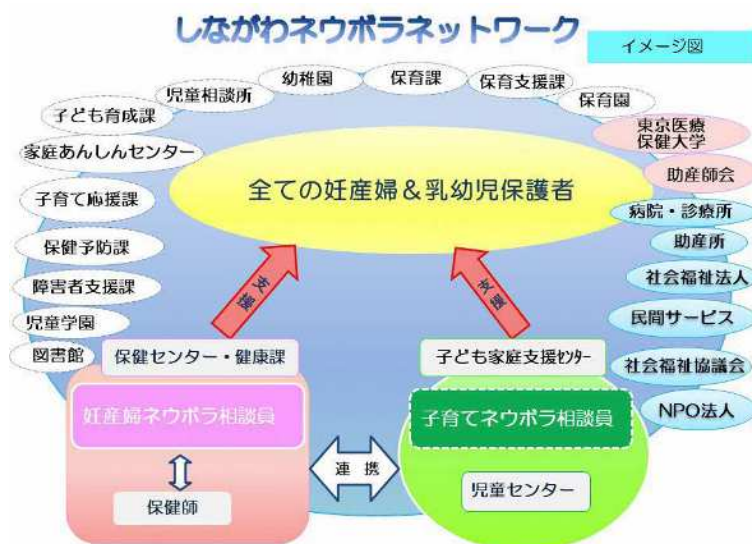 しながわネウボラネットワーク
イメージ図
幼稚園
保育課
保育支援課
保育園
児童相談所
子ども育成課
家庭あんしんセンター
子育て応援課
保健予防課
障害者支援課
児童学園
図書館
東京医療
保健大学
助産師会
病院・診療所
助産所
社会福祉法人
民間サービス
社会福祉協議会
NPO法人
全ての妊産婦&乳幼児保護者
支援
支援
保健センター・健康課
妊産婦ネウボラ相談員
保健師
連携
子ども家庭支援センター
子育てネウボラ相談員
児童センター